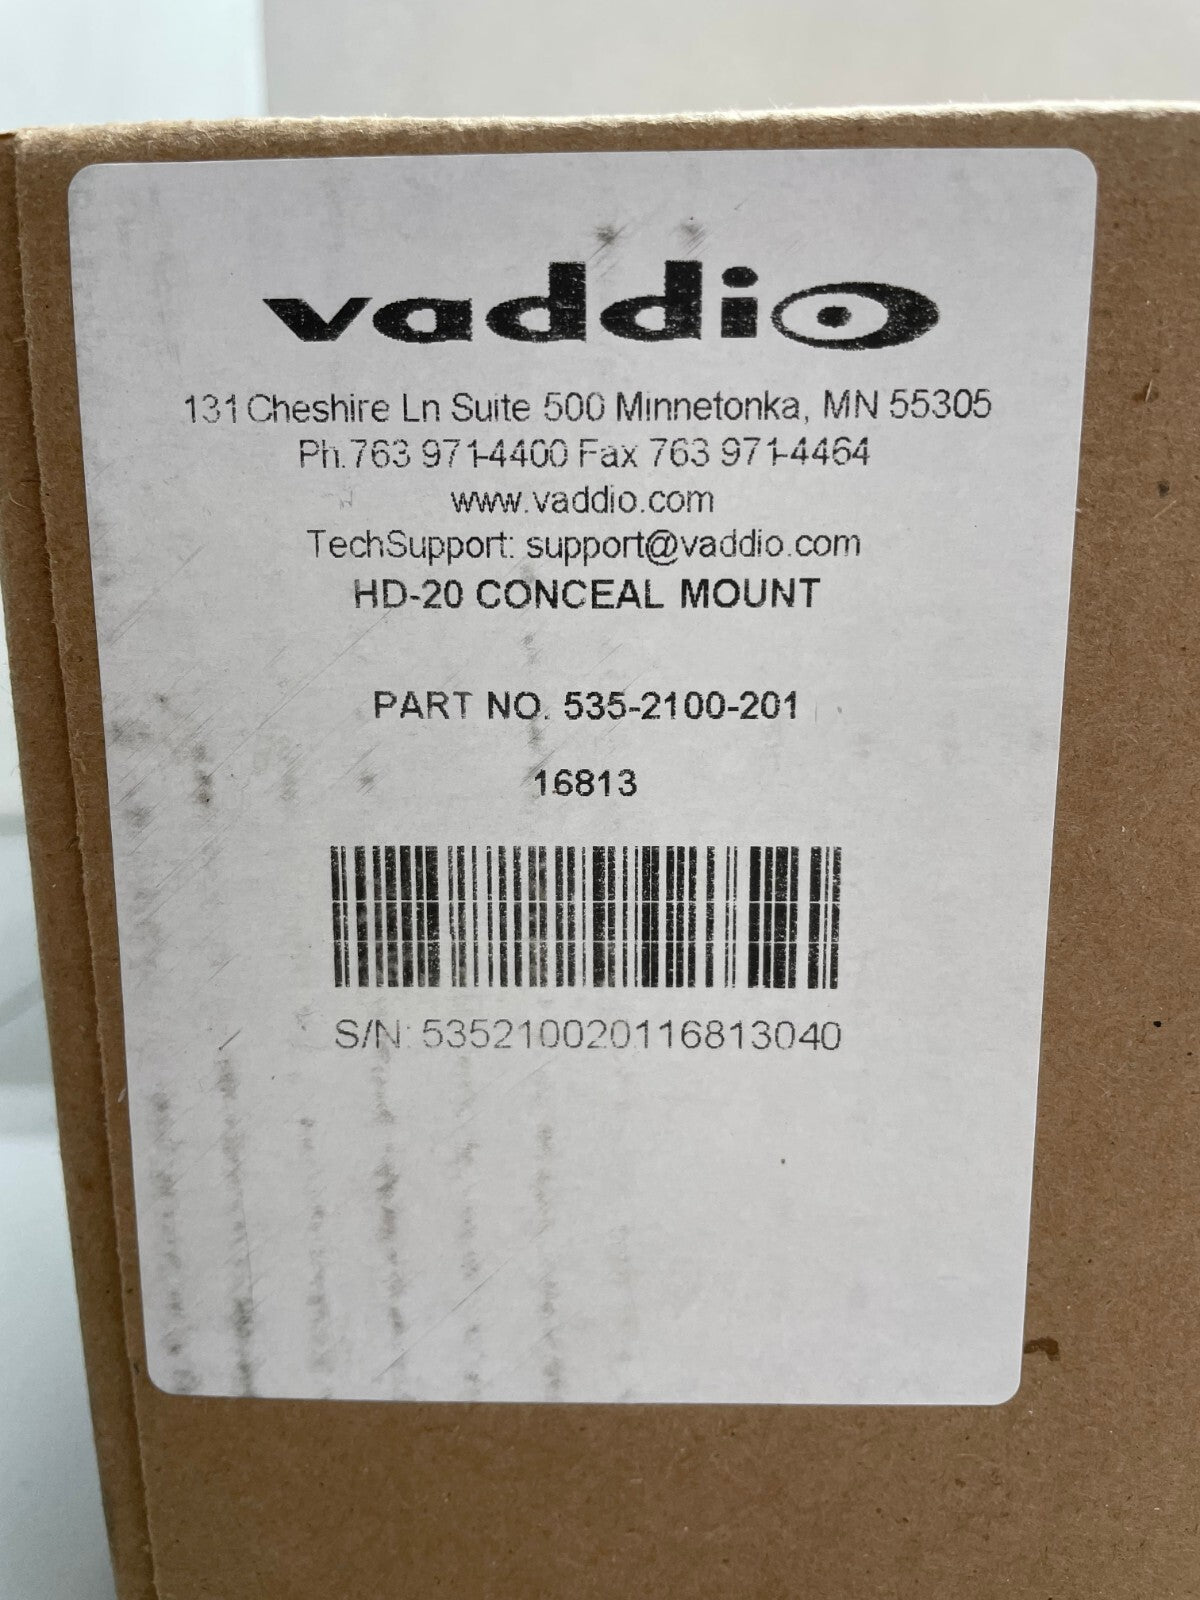 vaddio
131 Cheshire Ln Suite 500 Minnetonka, MN 55305
Ph.763 971-4400 Fax 763 971-4464
www.vaddio.com
TechSupport: support@vaddio.com
HD-20 CONCEAL MOUNT
PART NO. 535-2100-201
16813
S/N: 535210020116813040